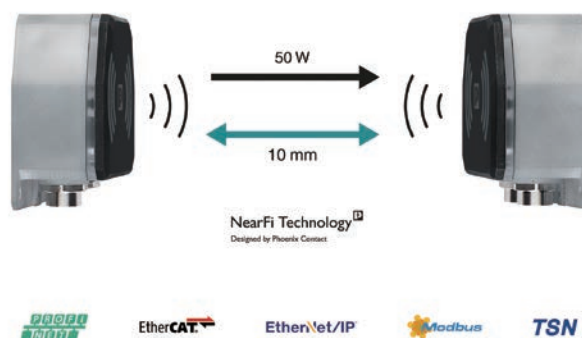 50 W
10 mm
NearFi Technology
Designed by Phoenix Contact
PROFI
NET
EtherCAT
EtherNet/IP
Modbus
TSN